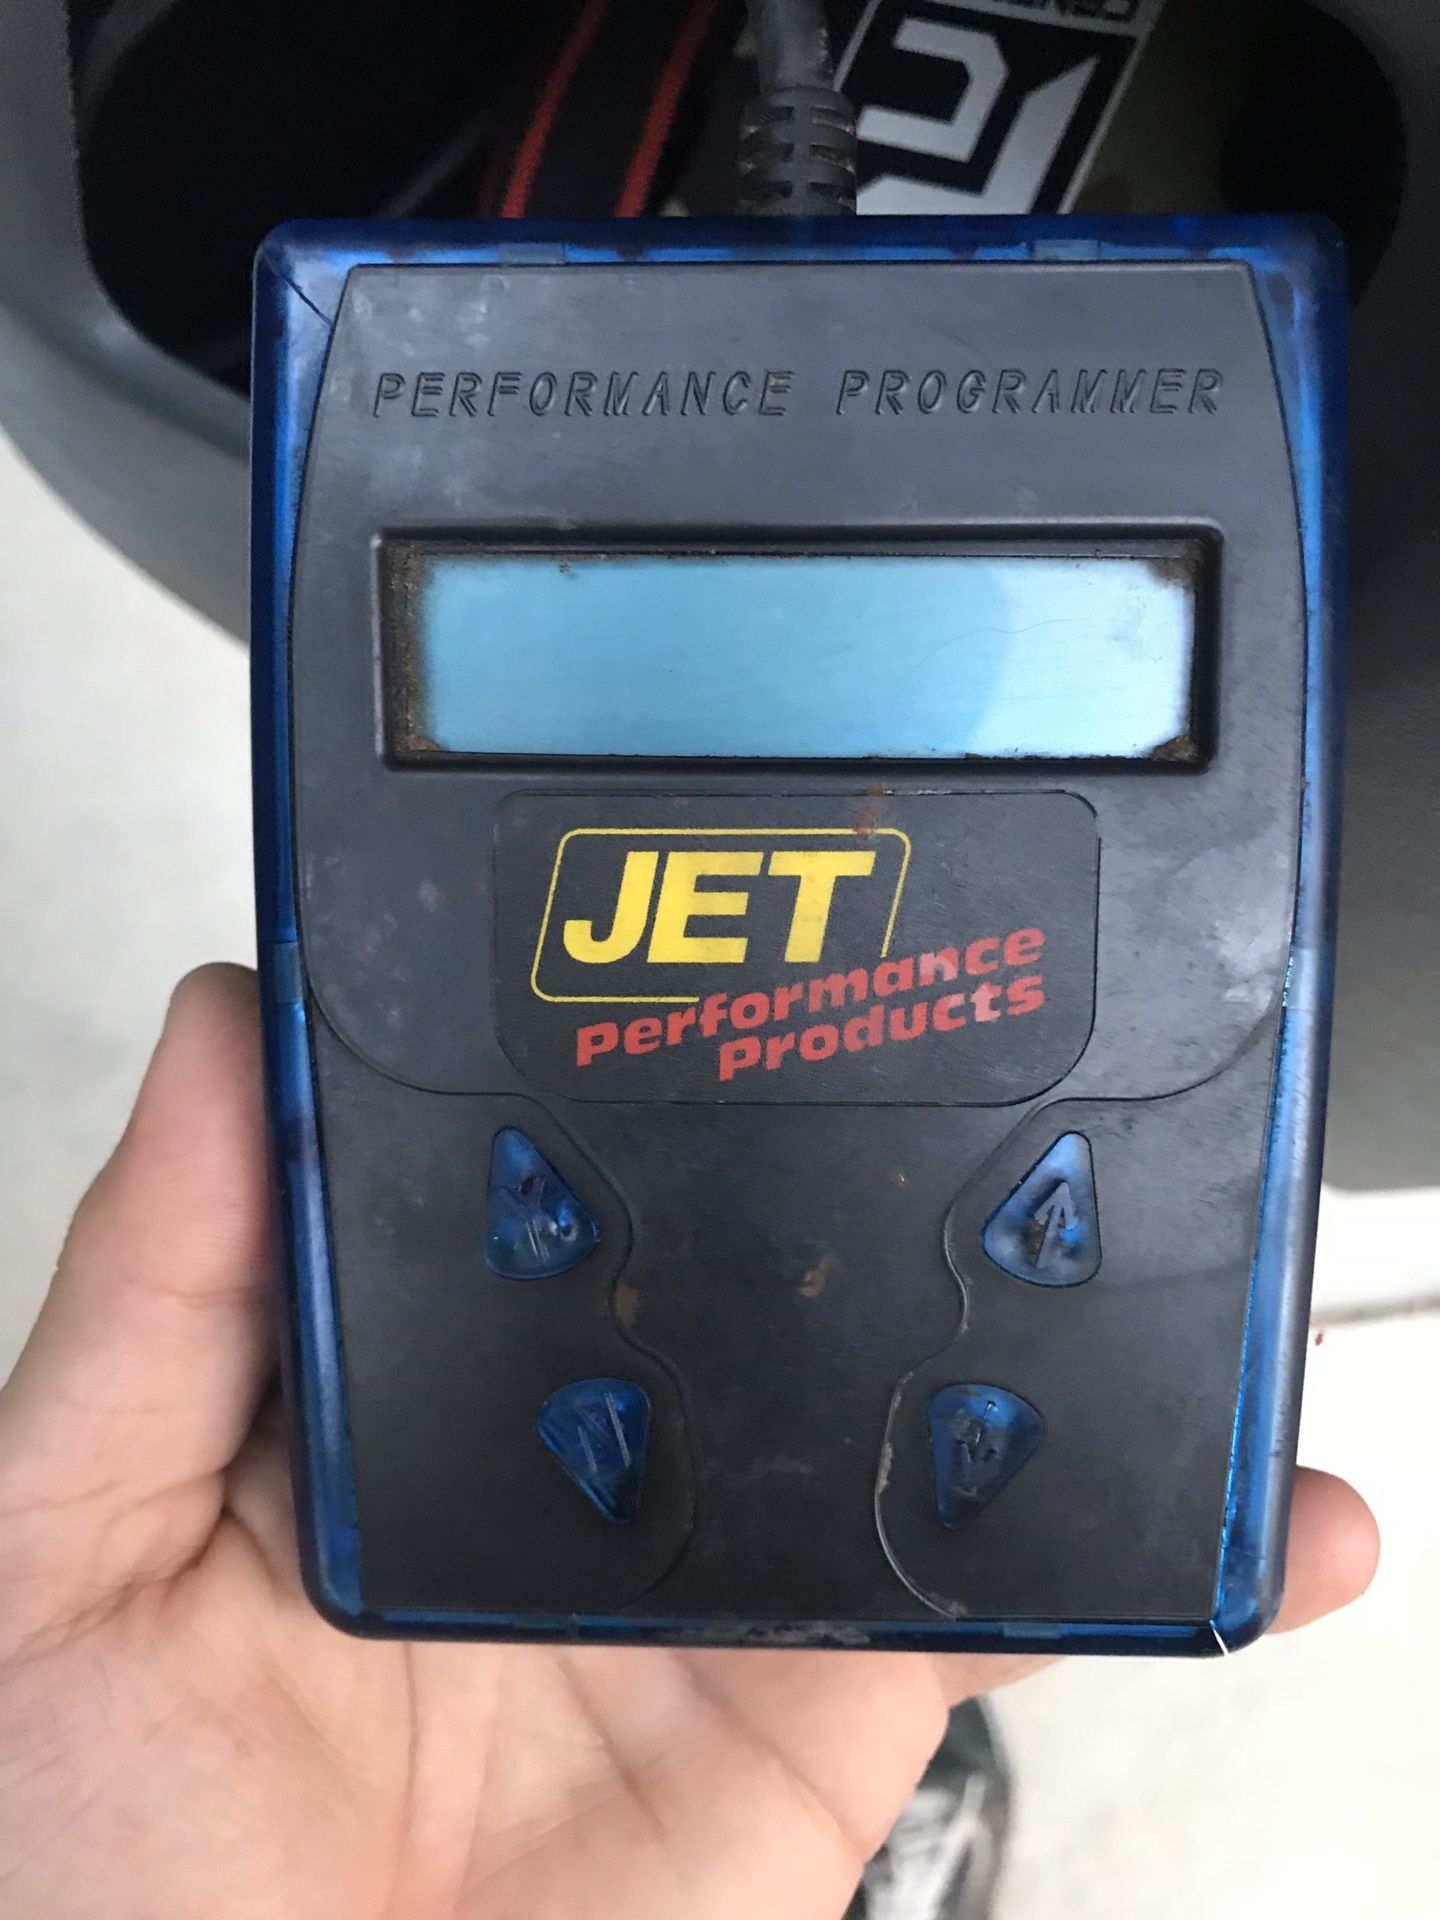 PERFORMANCE PROGRAMMER
JET
Performance
Products
Y
N